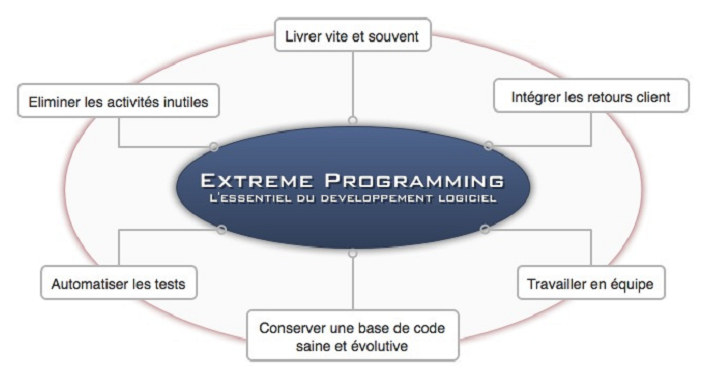 Livrer vite et souvent
Eliminer les activités inutiles
Intégrer les retours client
EXTREME PROGRAMMING
L'ESSENTIEL DU DEVELOPPEMENT LOGICIEL
Automatiser les tests
Travailler en équipe
Conserver une base de code
saine et évolutive